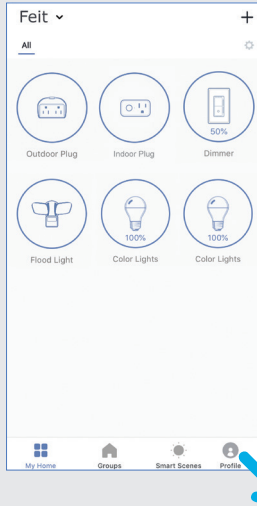 Feit
All
50%
Outdoor Plug Indoor Plug Dimmer
100% 100%
Flood Light Color Lights Color Lights
My Home Groups Smart Scenes Profile